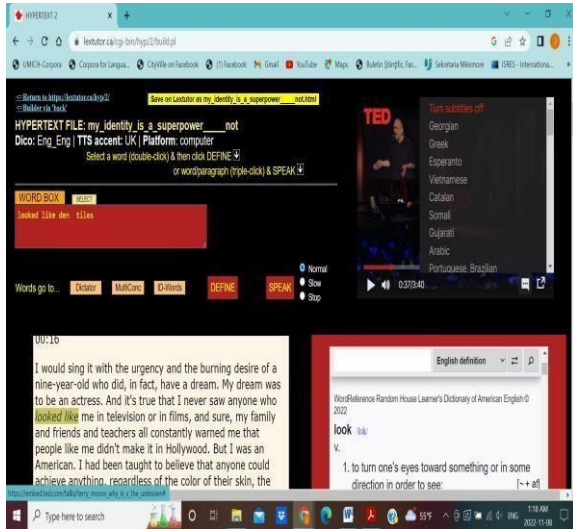 HYPERTEXT 2
lextutor.ca/cgi-bin/hyp/2/build.pl
UMICH-Corpora
Corpora for Langua...
CityVille on Facebook
(1) Facebook
Gmail
YouTube
Maps
Buletin Ştiinţific, Fas...
Sekretaria Mësimore
ISRES - Internationa...
<=Return to https://lextutor.ca/hyp/2/
<=Builder via 'back'
Save on Lextutor as my_identity_is_a_superpower____not.html
HYPERTEXT FILE: my_identity_is_a_superpower____not
Dico: Eng_Eng | TTS accent: UK | Platform: computer
Select a word (double-click) & then click DEFINE
or word/paragraph (triple-click) & SPEAK
WORD BOX
SELECT
looked like den tiles
Words go to...
Dictator
MultiConc
ID-Words
DEFINE
SPEAK
Normal
Slow
Stop
TED
Turn subtitles off
Georgian
Greek
Esperanto
Vietnamese
Catalan
Somali
Gujarati
Arabic
Portuguese, Brazilian
0:37/3:40
00:16
I would sing it with the urgency and the burning desire of a
nine-year-old who did, in fact, have a dream. My dream was
to be an actress. And it's true that I never saw anyone who
looked like me in television or in films, and sure, my family
and friends and teachers all constantly warned me that
people like me didn't make it in Hollywood. But I was an
American. I had been taught to believe that anyone could
achieve anything, regardless of the color of their skin, the
English definition
WordReference Random House Learner's Dictionary of American English ©
2022
look /lʊk/
v.
1. to turn one's eyes toward something or in some
direction in order to see:
[~ + at]
https://embed.ted.com/talks/terry_moore_why_is_x_the_unknown#
Type here to search
55°F
ENG
1:18 AM
2022-11-08